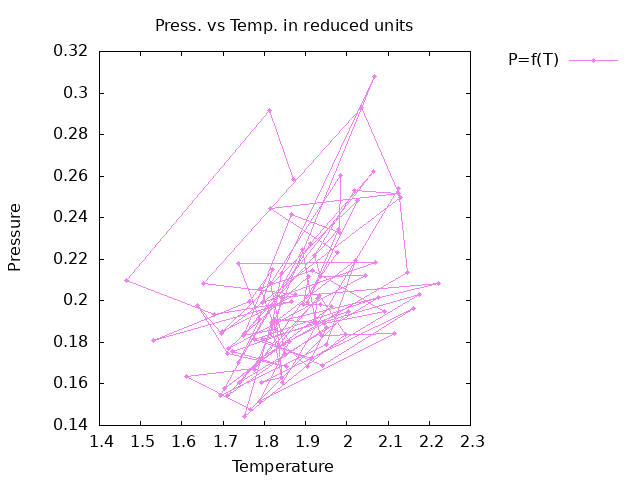 Press. vs Temp. in reduced units
P=f(T)
0.32
0.3
0.28
0.26
0.24
0.22
0.2
0.18
0.16
0.14
Pressure
1.4 1.5 1.6 1.7 1.8 1.9 2 2.1 2.2 2.3
Temperature